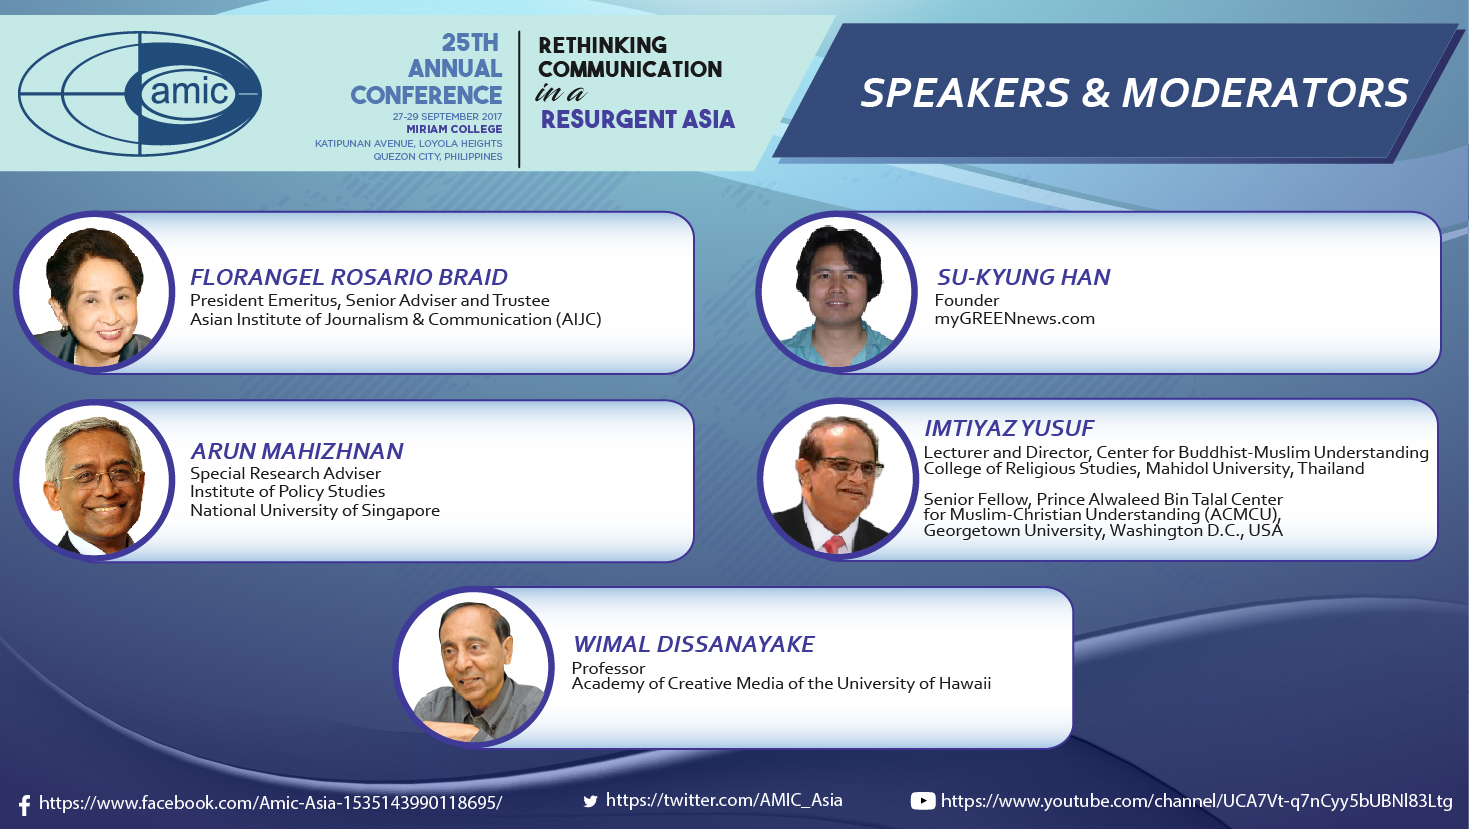 amic
25TH
ANNUAL
CONFERENCE
27-29 SEPTEMBER 2017
MIRIAM COLLEGE
KATIPUNAN AVENUE, LOYOLA HEIGHTS
QUEZON CITY, PHILIPPINES
RETHINKING
COMMUNICATION
in a
RESURGENT ASIA
SPEAKERS & MODERATORS
FLORANGEL ROSARIO BRAID
President Emeritus, Senior Adviser and Trustee
Asian Institute of Journalism & Communication (AIJC)
SU-KYUNG HAN
Founder
myGREENnews.com
ARUN MAHIZHNAN
Special Research Adviser
Institute of Policy Studies
National University of Singapore
IMTIYAZ YUSUF
Lecturer and Director, Center for Buddhist-Muslim Understanding
College of Religious Studies, Mahidol University, Thailand
Senior Fellow, Prince Alwaleed Bin Talal Center
for Muslim-Christian Understanding (ACMCU),
Georgetown University, Washington D.C., USA
WIMAL DISSANAYAKE
Professor
Academy of Creative Media of the University of Hawaii
https://www.facebook.com/Amic-Asia-1535143990118695/
https://twitter.com/AMIC_Asia
https://www.youtube.com/channel/UCA7Vt-q7nCyy5bUBNl83Ltg